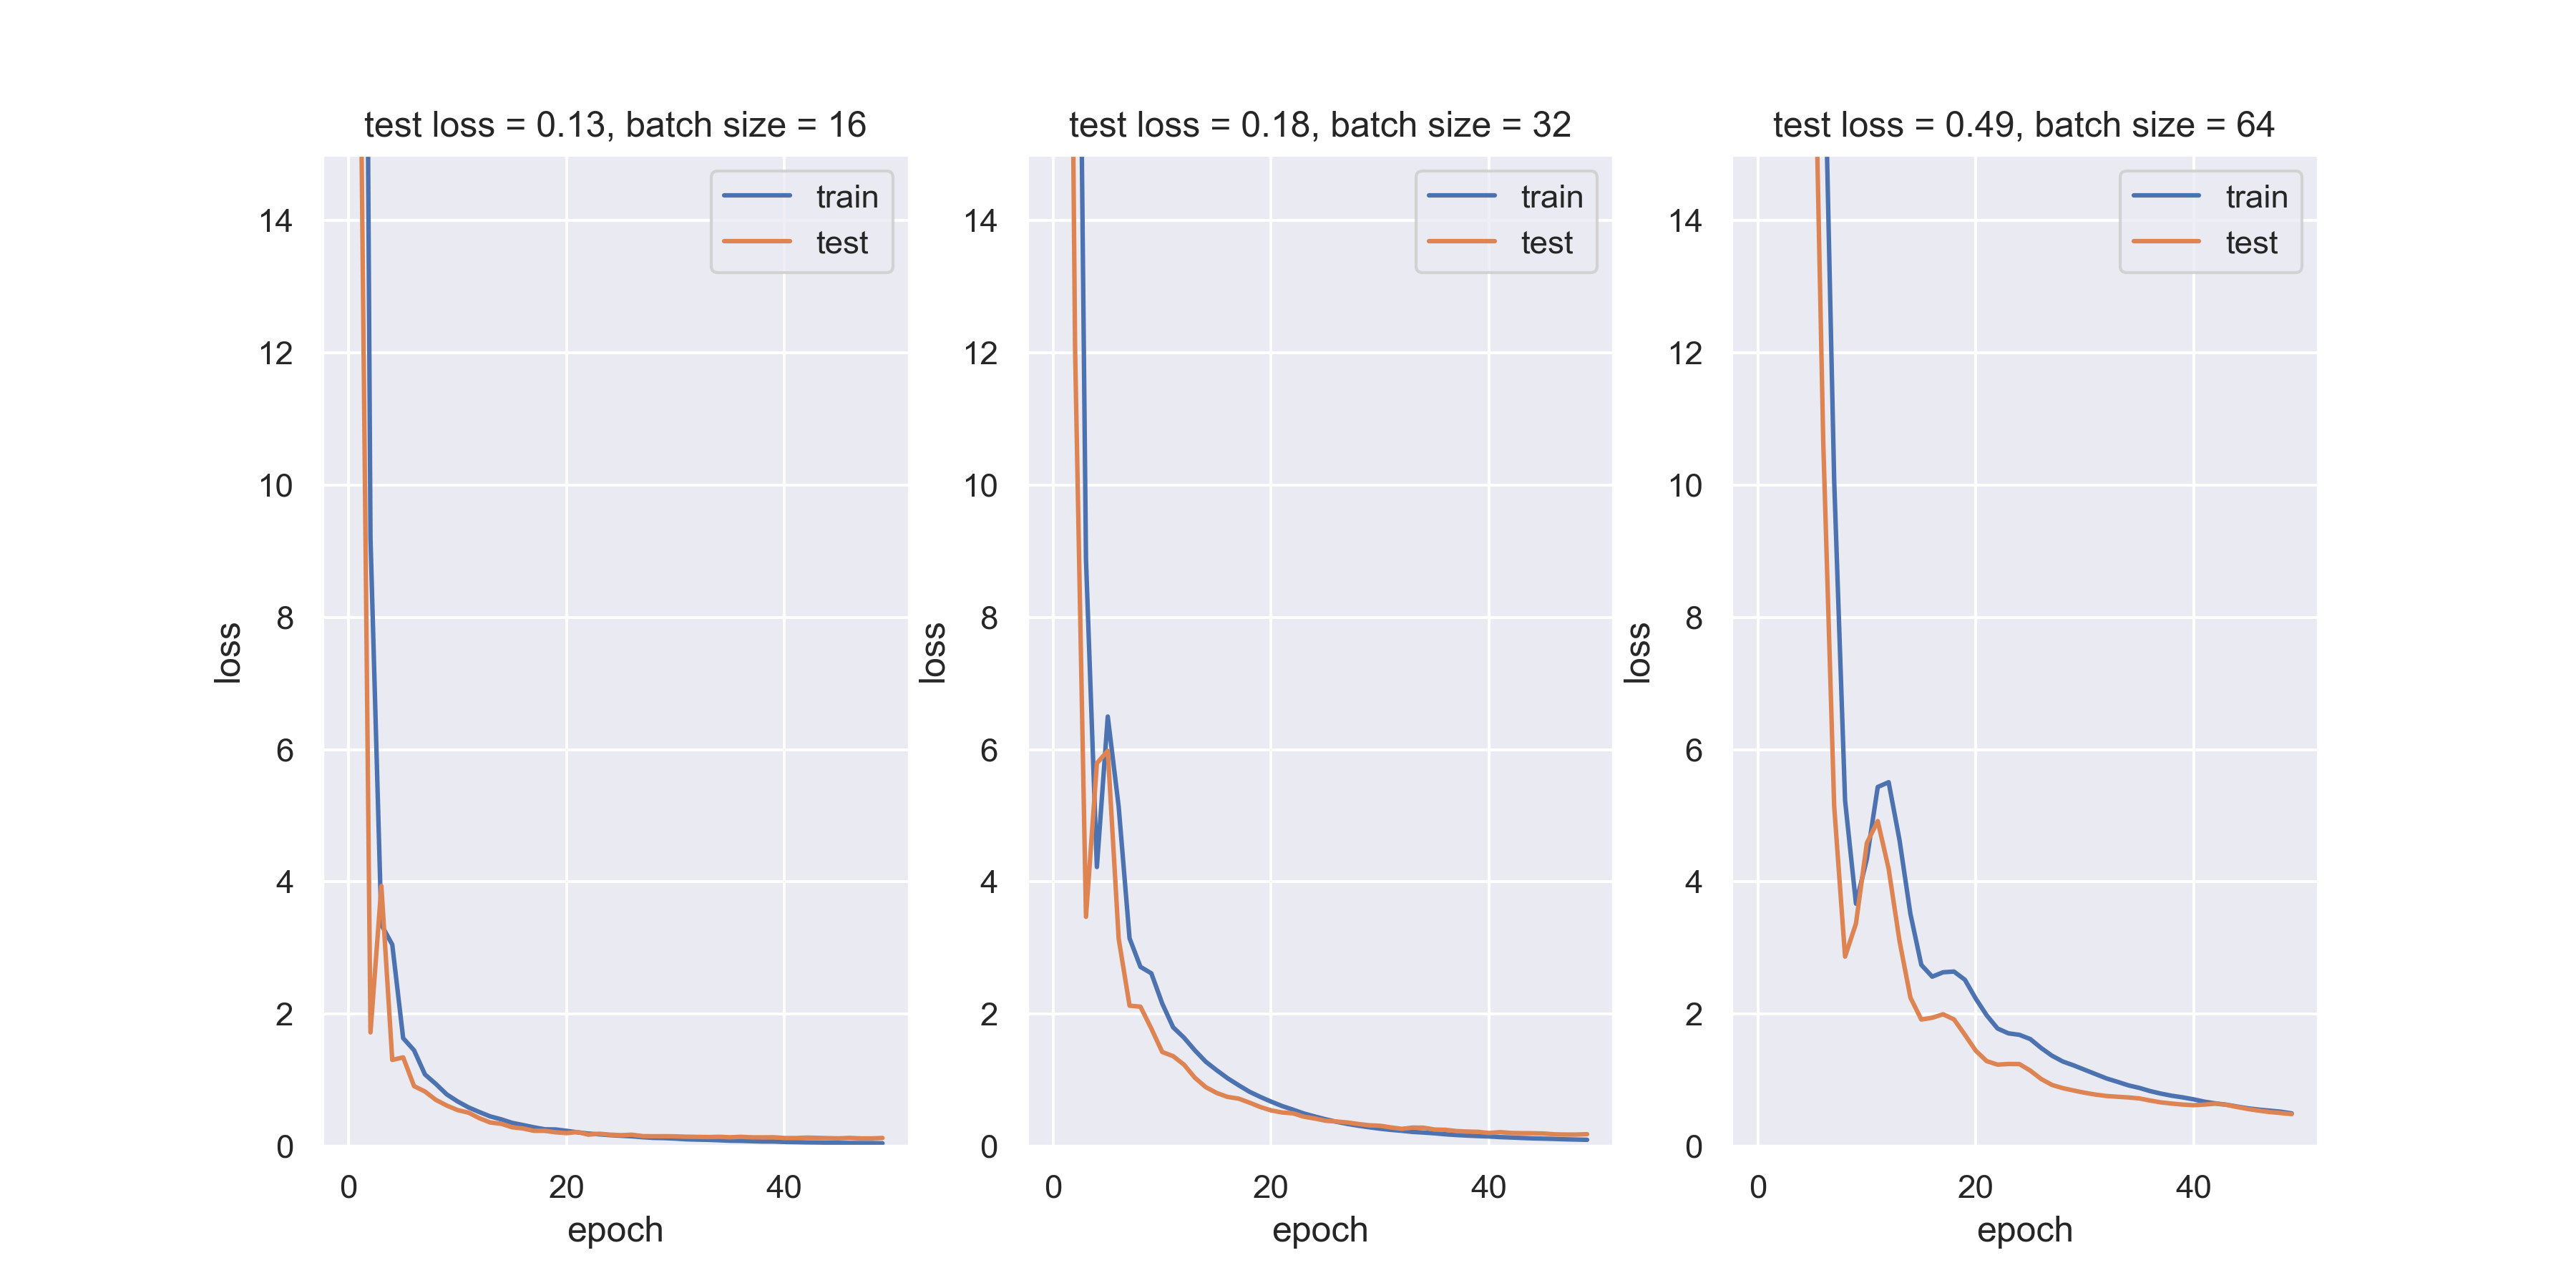 test loss = 0.13, batch size = 16
train
test
14
12
10
8
6
4
2
0
loss
0
20
40
epoch
test loss = 0.18, batch size = 32
train
test
14
12
10
8
6
4
2
0
loss
0
20
40
epoch
test loss = 0.49, batch size = 64
train
test
14
12
10
8
6
4
2
0
loss
0
20
40
epoch